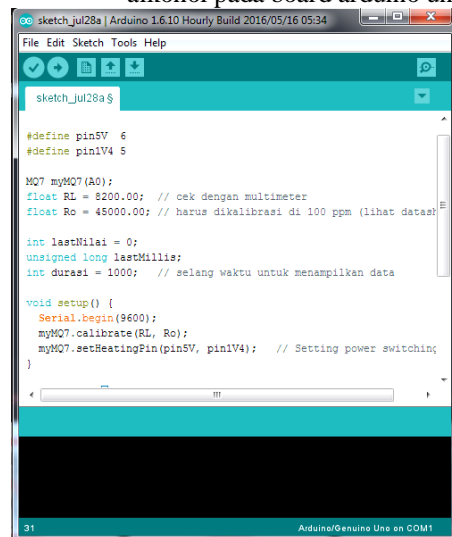 pada board arduino
sketch_jul28a | Arduino 1.6.10 Hourly Build 2016/05/16 05:34
File Edit Sketch Tools Help
sketch_jul28a §
#define pin5V  6
#define pin1V4 5
MQ7 myMQ7(A0);
float RL = 8200.00;  // cek dengan multimeter
float Ro = 45000.00; // harus dikalibrasi di 100 ppm (lihat datash
int lastNilai = 0;
unsigned long lastMillis;
int durasi = 1000;   // selang waktu untuk menampilkan data
void setup() {
  Serial.begin(9600);
  myMQ7.calibrate(RL, Ro);
  myMQ7.setHeatingPin(pin5V, pin1V4);   // Setting power switching
}
31
Arduino/Genuino Uno on COM1